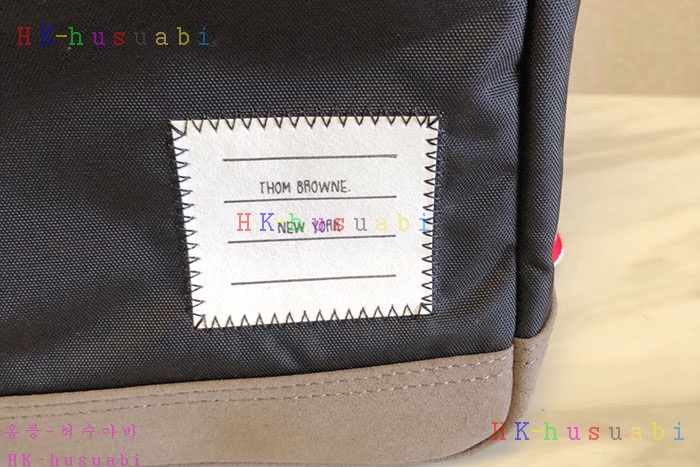 HK-husuabi
THOM BROWNE.
HK-husuabi
NEW YORK
홍콩-허수아비
HK-husuabi
HK-husuabi